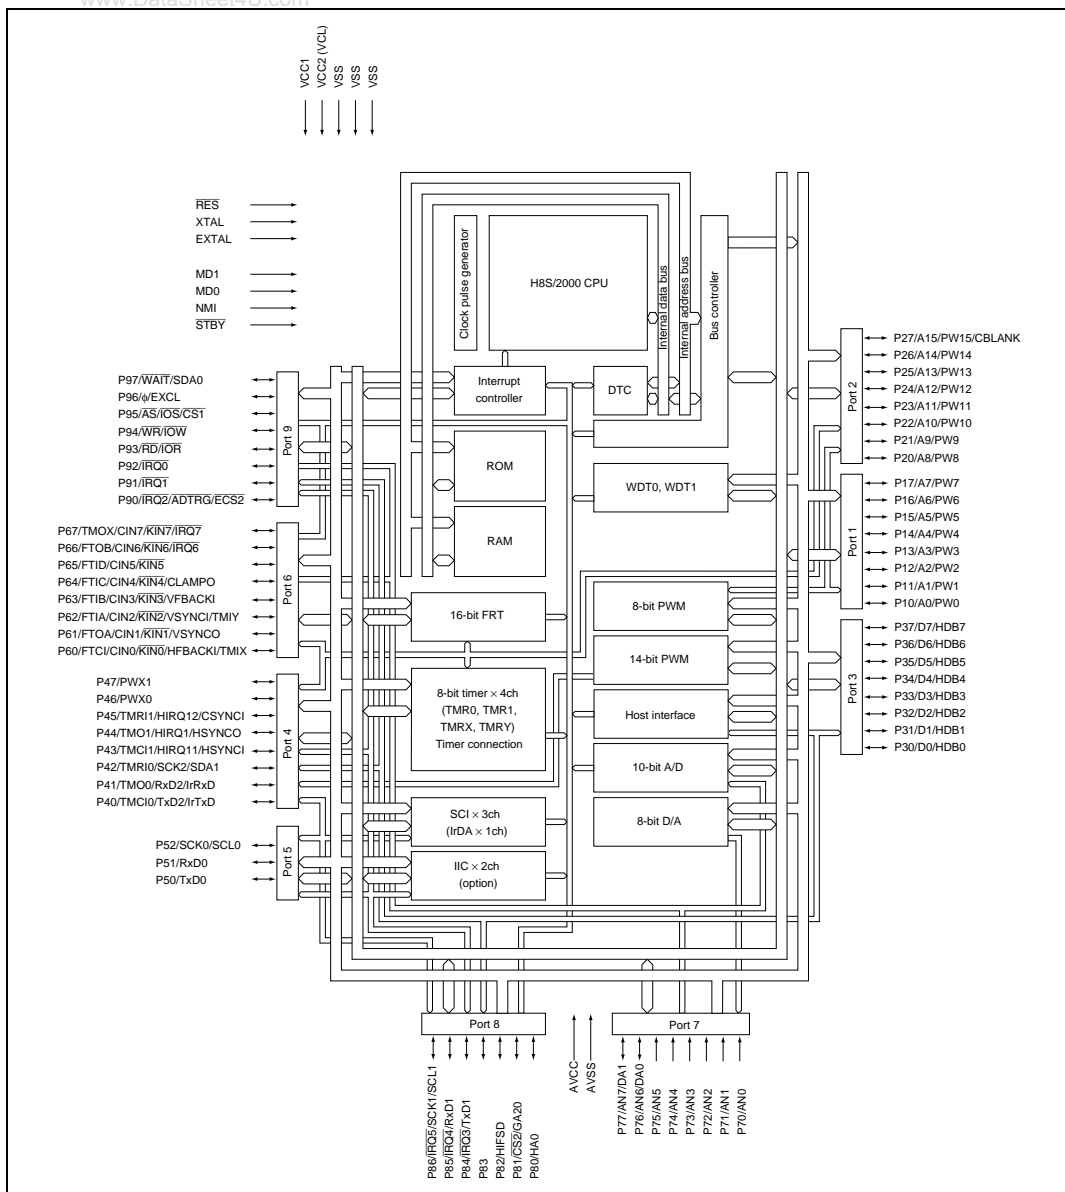 www.DataSheet4U.com
VCC1
VCC2 (VCL)
VSS
VSS
VSS
RES
XTAL
EXTAL
MD1
MD0
NMI
STBY
Clock pulse generator
H8S/2000 CPU
Internal data bus
Internal address bus
Bus controller
Interrupt
controller
DTC
ROM
RAM
WDT0, WDT1
16-bit FRT
8-bit PWM
14-bit PWM
8-bit timer × 4ch
(TMR0, TMR1,
TMRX, TMRY)
Timer connection
Host interface
10-bit A/D
8-bit D/A
SCI × 3ch
(IrDA × 1ch)
IIC × 2ch
(option)
P97/WAIT/SDA0
P96/φ/EXCL
P95/AS/IOS/CS1
P94/WR/IOW
P93/RD/IOR
P92/IRQ0
P91/IRQ1
P90/IRQ2/ADTRG/ECS2
Port 9
P67/TMOX/CIN7/KIN7/IRQ7
P66/FTOB/CIN6/KIN6/IRQ6
P65/FTID/CIN5/KIN5
P64/FTIC/CIN4/KIN4/CLAMPO
P63/FTIB/CIN3/KIN3/VFBACKI
P62/FTIA/CIN2/KIN2/VSYNCI/TMIY
P61/FTOA/CIN1/KIN1/VSYNCO
P60/FTCI/CIN0/KIN0/HFBACKI/TMIX
Port 6
P47/PWX1
P46/PWX0
P45/TMRI1/HIRQ12/CSYNCI
P44/TMO1/HIRQ1/HSYNCO
P43/TMCI1/HIRQ11/HSYNCI
P42/TMRI0/SCK2/SDA1
P41/TMO0/RxD2/IrRxD
P40/TMCI0/TxD2/IrTxD
Port 4
P52/SCK0/SCL0
P51/RxD0
P50/TxD0
Port 5
Port 2
P27/A15/PW15/CBLANK
P26/A14/PW14
P25/A13/PW13
P24/A12/PW12
P23/A11/PW11
P22/A10/PW10
P21/A9/PW9
P20/A8/PW8
Port 1
P17/A7/PW7
P16/A6/PW6
P15/A5/PW5
P14/A4/PW4
P13/A3/PW3
P12/A2/PW2
P11/A1/PW1
P10/A0/PW0
Port 3
P37/D7/HDB7
P36/D6/HDB6
P35/D5/HDB5
P34/D4/HDB4
P33/D3/HDB3
P32/D2/HDB2
P31/D1/HDB1
P30/D0/HDB0
Port 8
P86/IRQ5/SCK1/SCL1
P85/IRQ4/RxD1
P84/IRQ3/TxD1
P83
P82/HIFSD
P81/CS2/GA20
P80/HA0
AVCC
AVSS
Port 7
P77/AN7/DA1
P76/AN6/DA0
P75/AN5
P74/AN4
P73/AN3
P72/AN2
P71/AN1
P70/AN0